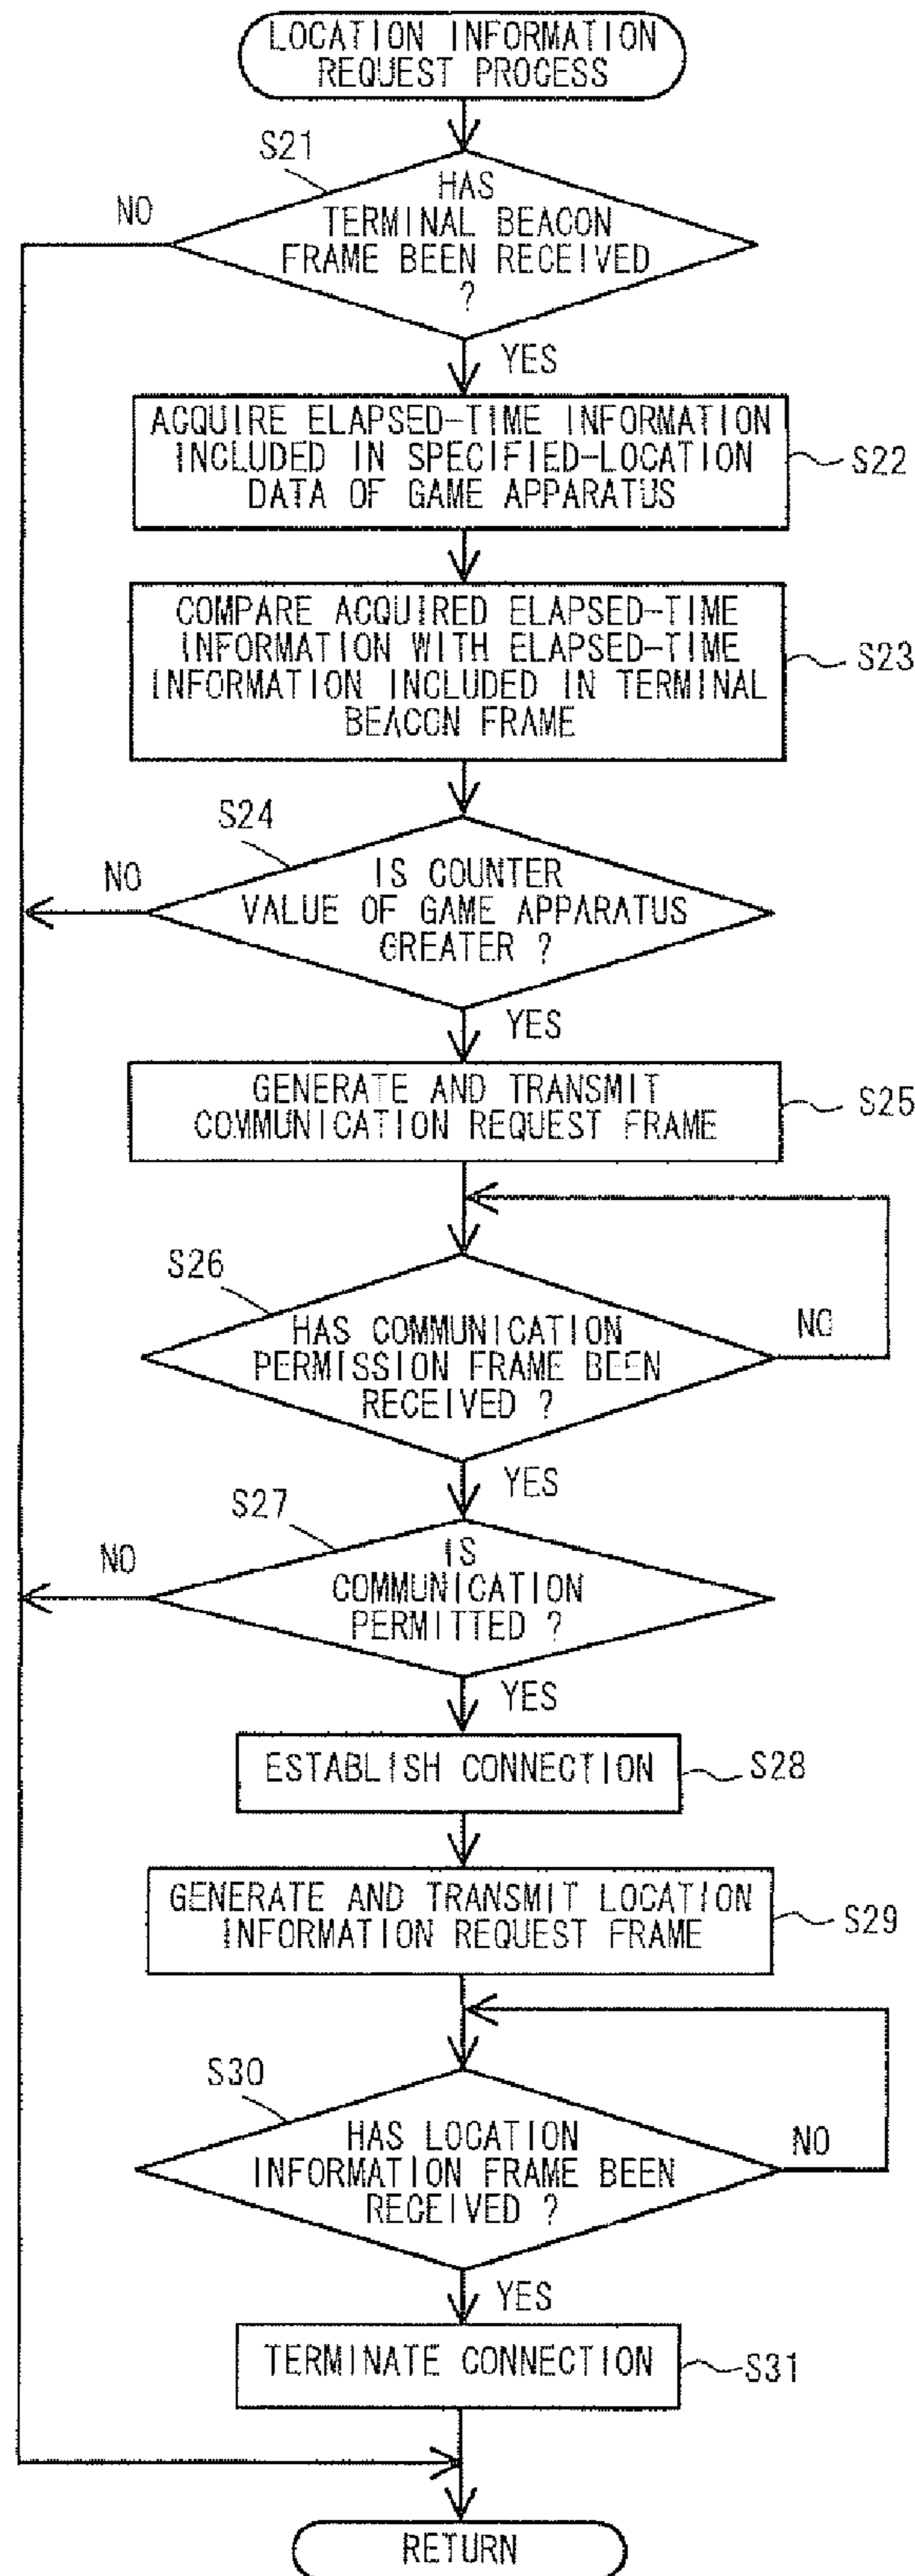 LOCATION INFORMATION
REQUEST PROCESS
S21
HAS
TERMINAL BEACON
FRAME BEEN RECEIVED
?
NO
YES
ACQUIRE ELAPSED-TIME INFORMATION
INCLUDED IN SPECIFIED-LOCATION
DATA OF GAME APPARATUS
S22
COMPARE ACQUIRED ELAPSED-TIME
INFORMATION WITH ELAPSED-TIME
INFORMATION INCLUDED IN TERMINAL
BEACON FRAME
S23
S24
NO
IS COUNTER
VALUE OF GAME APPARATUS
GREATER ?
YES
GENERATE AND TRANSMIT
COMMUNICATION REQUEST FRAME
S25
S26
HAS COMMUNICATION
PERMISSION FRAME BEEN
RECEIVED ?
NO
YES
S27
NO
IS
COMMUNICATION
PERMITTED ?
YES
ESTABLISH CONNECTION
S28
GENERATE AND TRANSMIT LOCATION
INFORMATION REQUEST FRAME
S29
S30
HAS LOCATION
INFORMATION FRAME BEEN
RECEIVED ?
NO
YES
TERMINATE CONNECTION
S31
RETURN